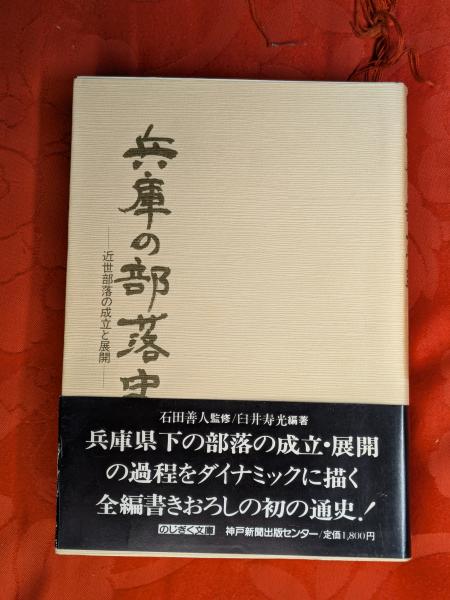 兵庫の部落史
——近世部落の成立と展開——
石田善人監修/臼井寿光編著
兵庫県下の部落の成立・展開
の過程をダイナミックに描く
全編書きおろしの初の通史!
のじぎく文庫 神戸新聞出版センター/定価1,800円